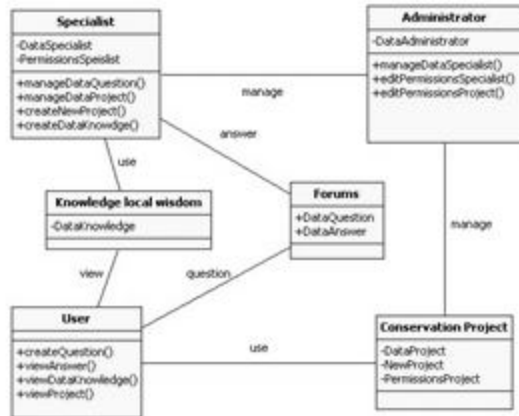 Specialist
-DataSpecialist
-PermissionsSpeislist
+manageDataQuestion()
+manageDataProject()
+createNewProject()
+createDataKnowdge()
Administrator
-DataAdministrator
+manageDataSpecialist()
+editPermissionsSpecialist()
+editPermissionsProject()
manage
answer
use
Knowledge local wisdom
-DataKnowledge
Forums
+DataQuestion
+DataAnswer
manage
view
question
User
+createQuestion()
+viewAnswer()
+viewDataKnowledge()
+viewProject()
use
Conservation Project
-DataProject
-NewProject
-PermissionsProject